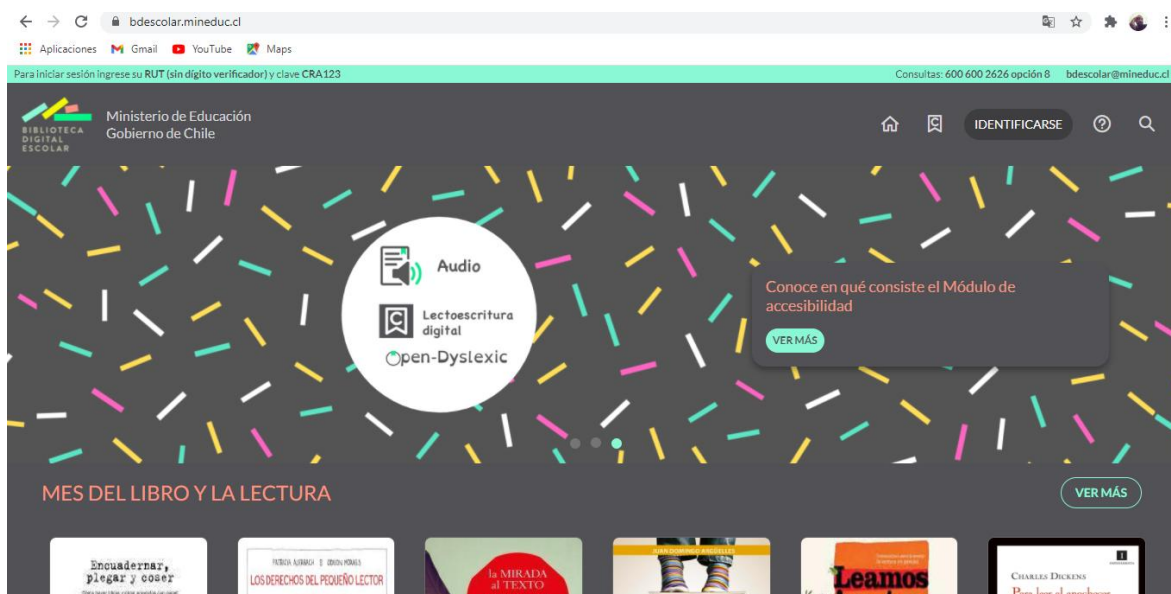 bdescolar.mineduc.cl
Aplicaciones Gmail YouTube Maps
Para iniciar sesión ingrese su RUT (sin dígito verificador) y clave CRA123
Consultas: 600 600 2626 opción 8 bdescolar@mineduc.cl
BIBLIOTECA
DIGITAL
ESCOLAR
Ministerio de Educación
Gobierno de Chile
IDENTIFICARSE
Audio
Lectoescritura
digital
Open-Dyslexic
Conoce en qué consiste el Módulo de
accesibilidad
VER MÁS
MES DEL LIBRO Y LA LECTURA
VER MÁS
Encuadernar,
plegar y coser
LOS DERECHOS DEL PEQUEÑO LECTOR
la MIRADA
al TEXTO
JUAN DOMINGO ARGÜELLES
Leamos
CHARLES DICKENS
Para leer al anochecer